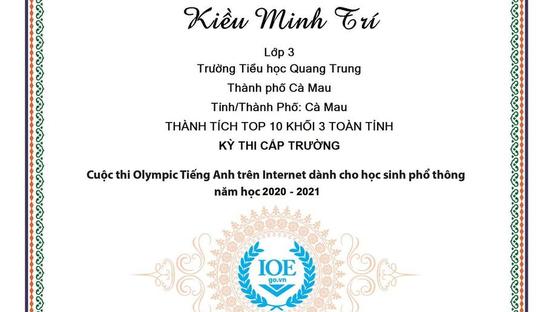 Kiều Minh Trí
Lớp 3
Trường Tiểu học Quang Trung
Thành phố Cà Mau
Tỉnh/Thành Phố: Cà Mau
THÀNH TÍCH TOP 10 KHỐI 3 TOÀN TỈNH
KỲ THI CẤP TRƯỜNG
Cuộc thi Olympic Tiếng Anh trên Internet dành cho học sinh phổ thông
năm học 2020 - 2021
IOE
go.vn